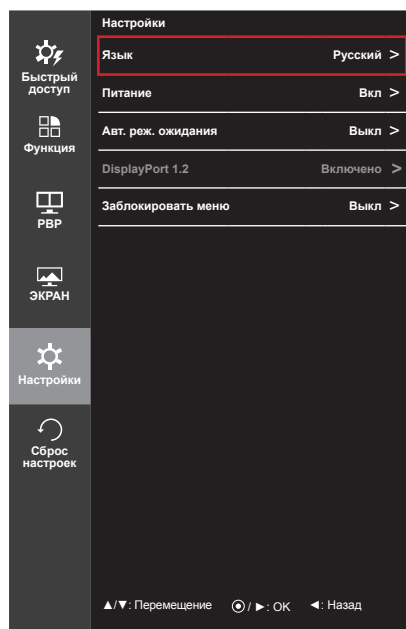 Быстрый
доступ
Функция
PBP
ЭКРАН
Настройки
Сброс
настроек
Настройки
Язык Русский >
Питание Вкл >
Авт. реж. ожидания Выкл >
DisplayPort 1.2 Включено >
Заблокировать меню Выкл >
▲/▼: Перемещение ⦿/ ►: OK ◄: Назад